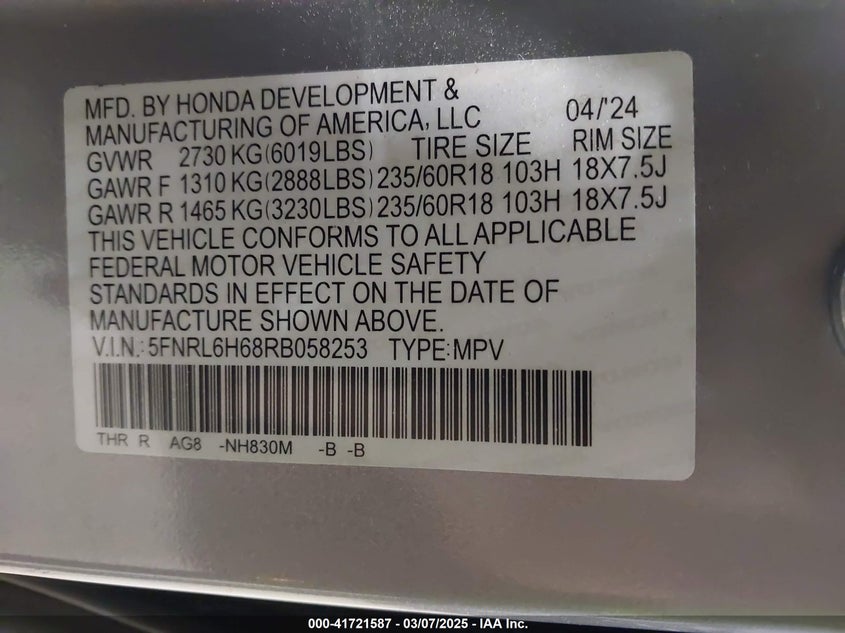 MFD. BY HONDA DEVELOPMENT &
MANUFACTURING OF AMERICA, LLC 04/'24
GVWR 2730 KG(6019LBS) TIRE SIZE RIM SIZE
GAWR F 1310 KG(2888LBS) 235/60R18 103H 18X7.5J
GAWR R 1465 KG(3230LBS) 235/60R18 103H 18X7.5J
THIS VEHICLE CONFORMS TO ALL APPLICABLE
FEDERAL MOTOR VEHICLE SAFETY
STANDARDS IN EFFECT ON THE DATE OF
MANUFACTURE SHOWN ABOVE.
V.I.N.:5FNRL6H68RB058253 TYPE:MPV
THR R AG8 -NH830M -B -B
000-41721587 - 03/07/2025 - IAA Inc.